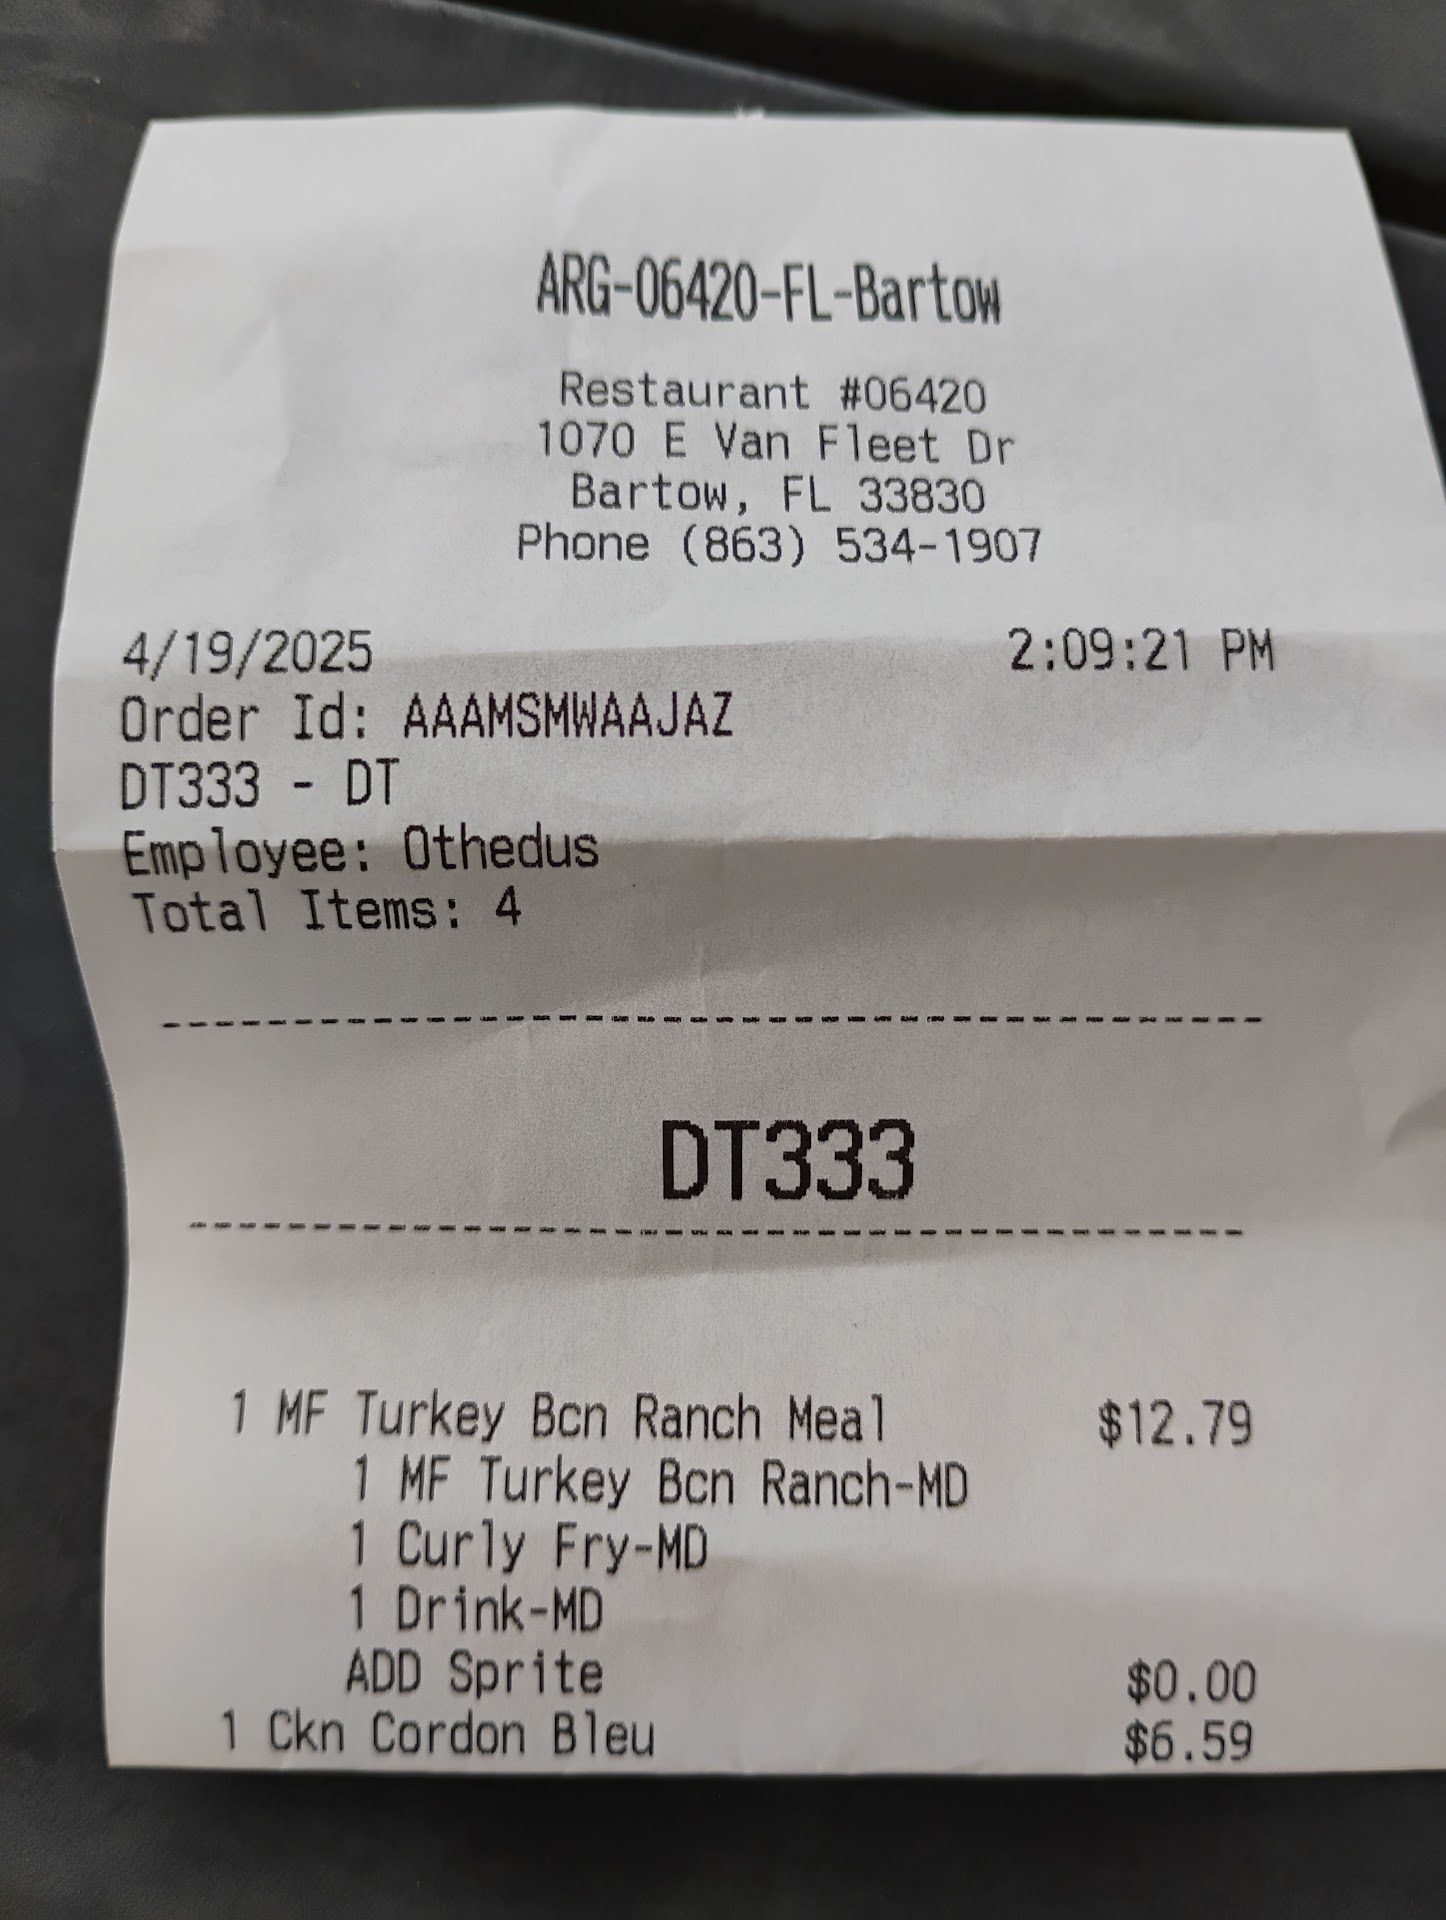 ARG-06420-FL-Bartow
Restaurant #06420
1070 E Van Fleet Dr
Bartow, FL 33830
Phone (863) 534-1907
4/19/2025 2:09:21 PM
Order Id: AAAMSMWAAJAZ
DT333 - DT
Employee: Othedus
Total Items: 4
DT333
1 MF Turkey Bcn Ranch Meal $12.79
1 MF Turkey Bcn Ranch-MD
1 Curly Fry-MD
1 Drink-MD
ADD Sprite $0.00
1 Ckn Cordon Bleu $6.59